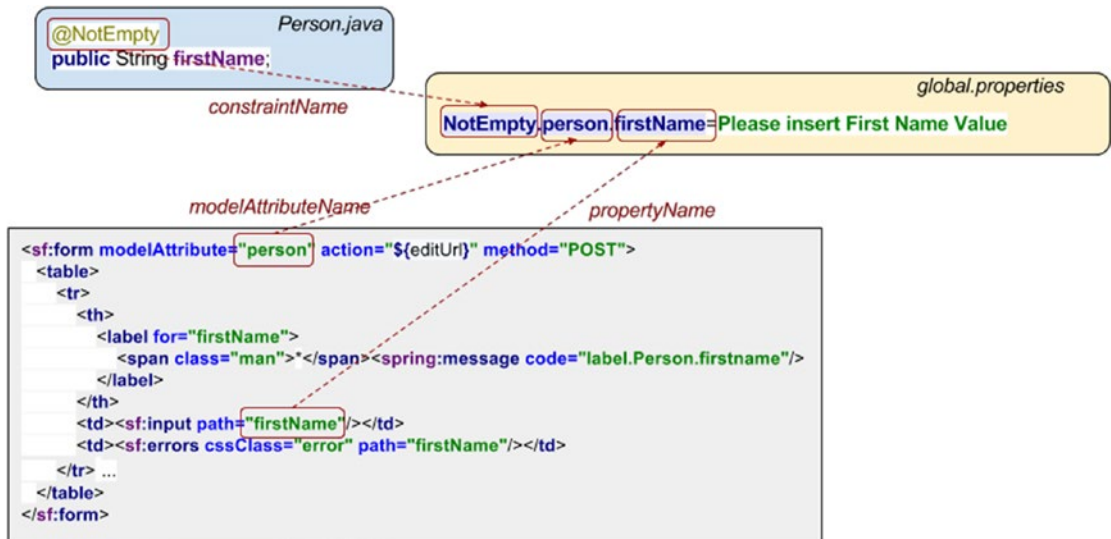 Person.java
@NotEmpty
public String firstName;
constraintName
global.properties
NotEmpty.person.firstName=Please insert First Name Value
modelAttributeName
propertyName
<sf:form modelAttribute="person" action="${editUrl}" method="POST">
<table>
<tr>
<th>
<label for="firstName">
<span class="man">*</span><spring:message code="label.Person.firstname"/>
</label>
</th>
<td><sf:input path="firstName"/></td>
<td><sf:errors cssClass="error" path="firstName"/></td>
</tr> ...
</table>
</sf:form>